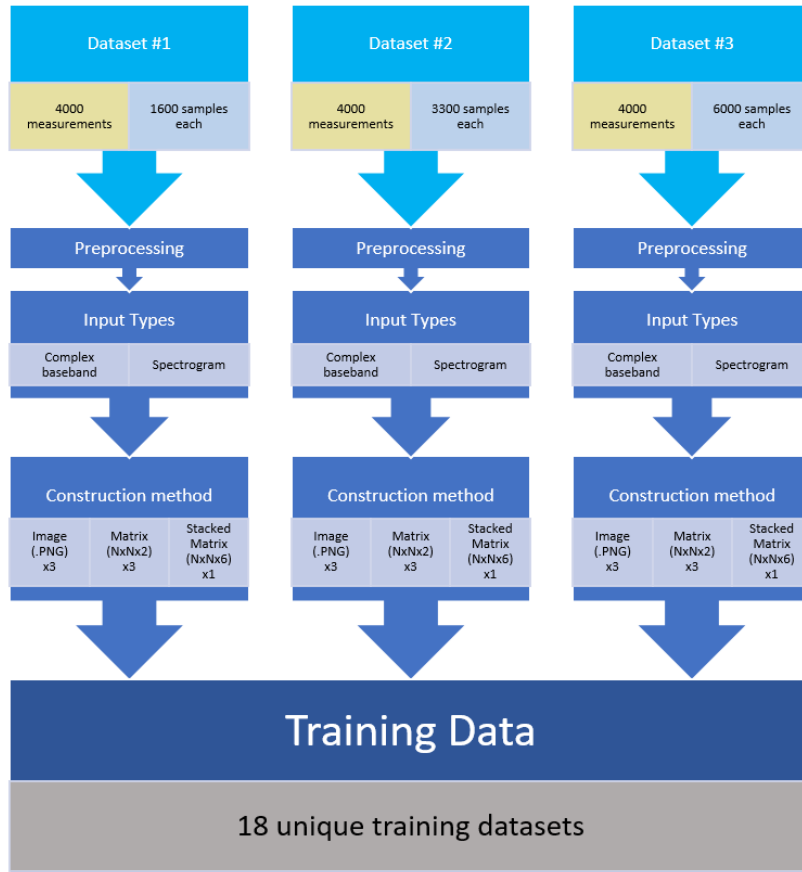 Dataset #1
4000
measurements
1600 samples
each
Preprocessing
Input Types
Complex
baseband
Spectrogram
Construction method
Image
(.PNG)
x3
Matrix
(NxNx2)
x3
Stacked
Matrix
(NxNx6)
x1
Dataset #2
4000
measurements
3300 samples
each
Preprocessing
Input Types
Complex
baseband
Spectrogram
Construction method
Image
(.PNG)
x3
Matrix
(NxNx2)
x3
Stacked
Matrix
(NxNx6)
x1
Dataset #3
4000
measurements
6000 samples
each
Preprocessing
Input Types
Complex
baseband
Spectrogram
Construction method
Image
(.PNG)
x3
Matrix
(NxNx2)
x3
Stacked
Matrix
(NxNx6)
x1
Training Data
18 unique training datasets